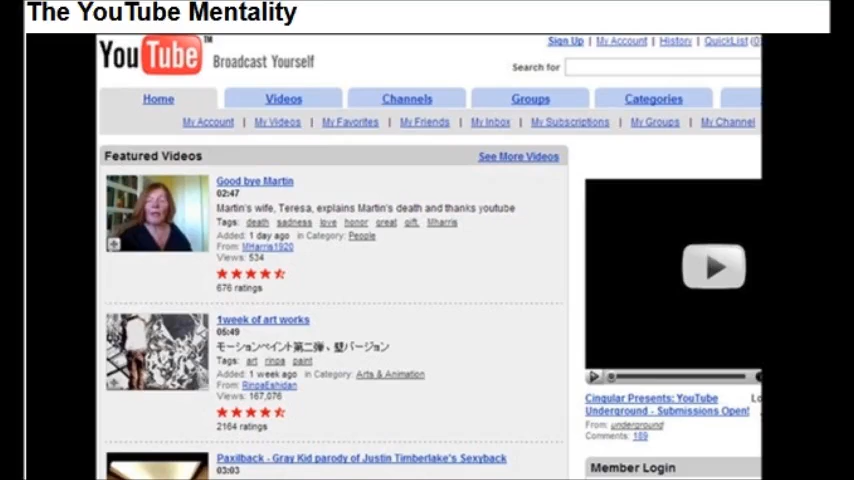 The YouTube Mentality
YouTube™ Broadcast Yourself
Sign Up | My Account | History | QuickList (0
Search for
Home Videos Channels Groups Categories
My Account | My Videos | My Favorites | My Friends | My Inbox | My Subscriptions | My Groups | My Channel
Featured Videos See More Videos
Good bye Martin
02:47
Martin's wife, Teresa, explains Martin's death and thanks youtube
Tags: death sadness love honor great gift Mharris
Added: 1 day ago in Category: People
From: MHarris1920
Views: 534
676 ratings
1week of art works
05:49
モーションペイント第二弾、壁バージョン
Tags: art rinpa paint
Added: 1 week ago in Category: Arts & Animation
From: RinpaEshidan
Views: 167,076
2164 ratings
Paxilback - Gray Kid parody of Justin Timberlake's Sexyback
03:03
Cingular Presents: YouTube Lo
Underground - Submissions Open!
From: underground
Comments: 189
Member Login